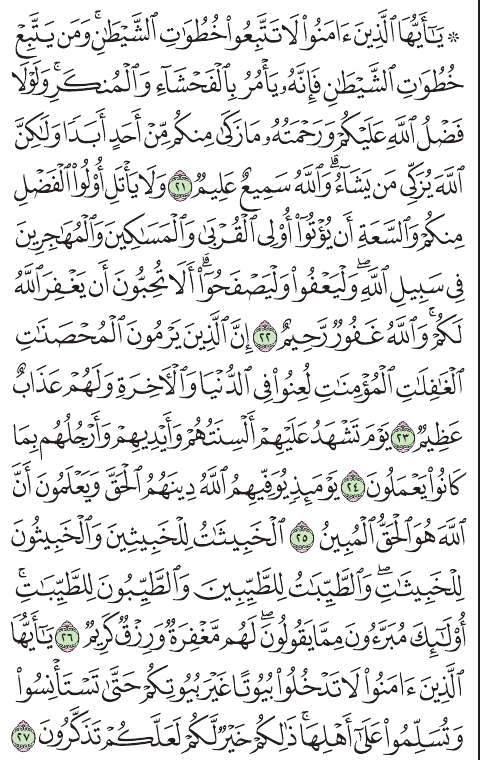 ۞ يَٰٓأَيُّهَا ٱلَّذِينَ ءَامَنُوا۟ لَا تَتَّبِعُوا۟ خُطُوَٰتِ ٱلشَّيْطَٰنِ ۚ وَمَن يَتَّبِعْ
خُطُوَٰتِ ٱلشَّيْطَٰنِ فَإِنَّهُۥ يَأْمُرُ بِٱلْفَحْشَآءِ وَٱلْمُنكَرِ ۚ وَلَوْلَا
فَضْلُ ٱللَّهِ عَلَيْكُمْ وَرَحْمَتُهُۥ مَا زَكَىٰ مِنكُم مِّنْ أَحَدٍ أَبَدًا وَلَٰكِنَّ
ٱللَّهَ يُزَكِّى مَن يَشَآءُ ۗ وَٱللَّهُ سَمِيعٌ عَلِيمٌ ٢١ وَلَا يَأْتَلِ أُو۟لُوا۟ ٱلْفَضْلِ
مِنكُمْ وَٱلسَّعَةِ أَن يُؤْتُوٓا۟ أُو۟لِى ٱلْقُرْبَىٰ وَٱلْمَسَٰكِينَ وَٱلْمُهَٰجِرِينَ
فِى سَبِيلِ ٱللَّهِ ۖ وَلْيَعْفُوا۟ وَلْيَصْفَحُوٓا۟ ۗ أَلَا تُحِبُّونَ أَن يَغْفِرَ ٱللَّهُ
لَكُمْ ۗ وَٱللَّهُ غَفُورٌ رَّحِيمٌ ٢٢ إِنَّ ٱلَّذِينَ يَرْمُونَ ٱلْمُحْصَنَٰتِ
ٱلْغَٰفِلَٰتِ ٱلْمُؤْمِنَٰتِ لُعِنُوا۟ فِى ٱلدُّنْيَا وَٱلْءَاخِرَةِ وَلَهُمْ عَذَابٌ
عَظِيمٌ ٢٣ يَوْمَ تَشْهَدُ عَلَيْهِمْ أَلْسِنَتُهُمْ وَأَيْدِيهِمْ وَأَرْجُلُهُم بِمَا
كَانُوا۟ يَعْمَلُونَ ٢٤ يَوْمَئِذٍ يُوَفِّيهِمُ ٱللَّهُ دِينَهُمُ ٱلْحَقَّ وَيَعْلَمُونَ أَنَّ
ٱللَّهَ هُوَ ٱلْحَقُّ ٱلْمُبِينُ ٢٥ ٱلْخَبِيثَٰتُ لِلْخَبِيثِينَ وَٱلْخَبِيثُونَ
لِلْخَبِيثَٰتِ ۖ وَٱلطَّيِّبَٰتُ لِلطَّيِّبِينَ وَٱلطَّيِّبُونَ لِلطَّيِّبَٰتِ ۚ
أُو۟لَٰٓئِكَ مُبَرَّءُونَ مِمَّا يَقُولُونَ ۖ لَهُم مَّغْفِرَةٌ وَرِزْقٌ كَرِيمٌ ٢٦ يَٰٓأَيُّهَا
ٱلَّذِينَ ءَامَنُوا۟ لَا تَدْخُلُوا۟ بُيُوتًا غَيْرَ بُيُوتِكُمْ حَتَّىٰ تَسْتَأْنِسُوا۟
وَتُسَلِّمُوا۟ عَلَىٰٓ أَهْلِهَا ۚ ذَٰلِكُمْ خَيْرٌ لَّكُمْ لَعَلَّكُمْ تَذَكَّرُونَ ٢٧